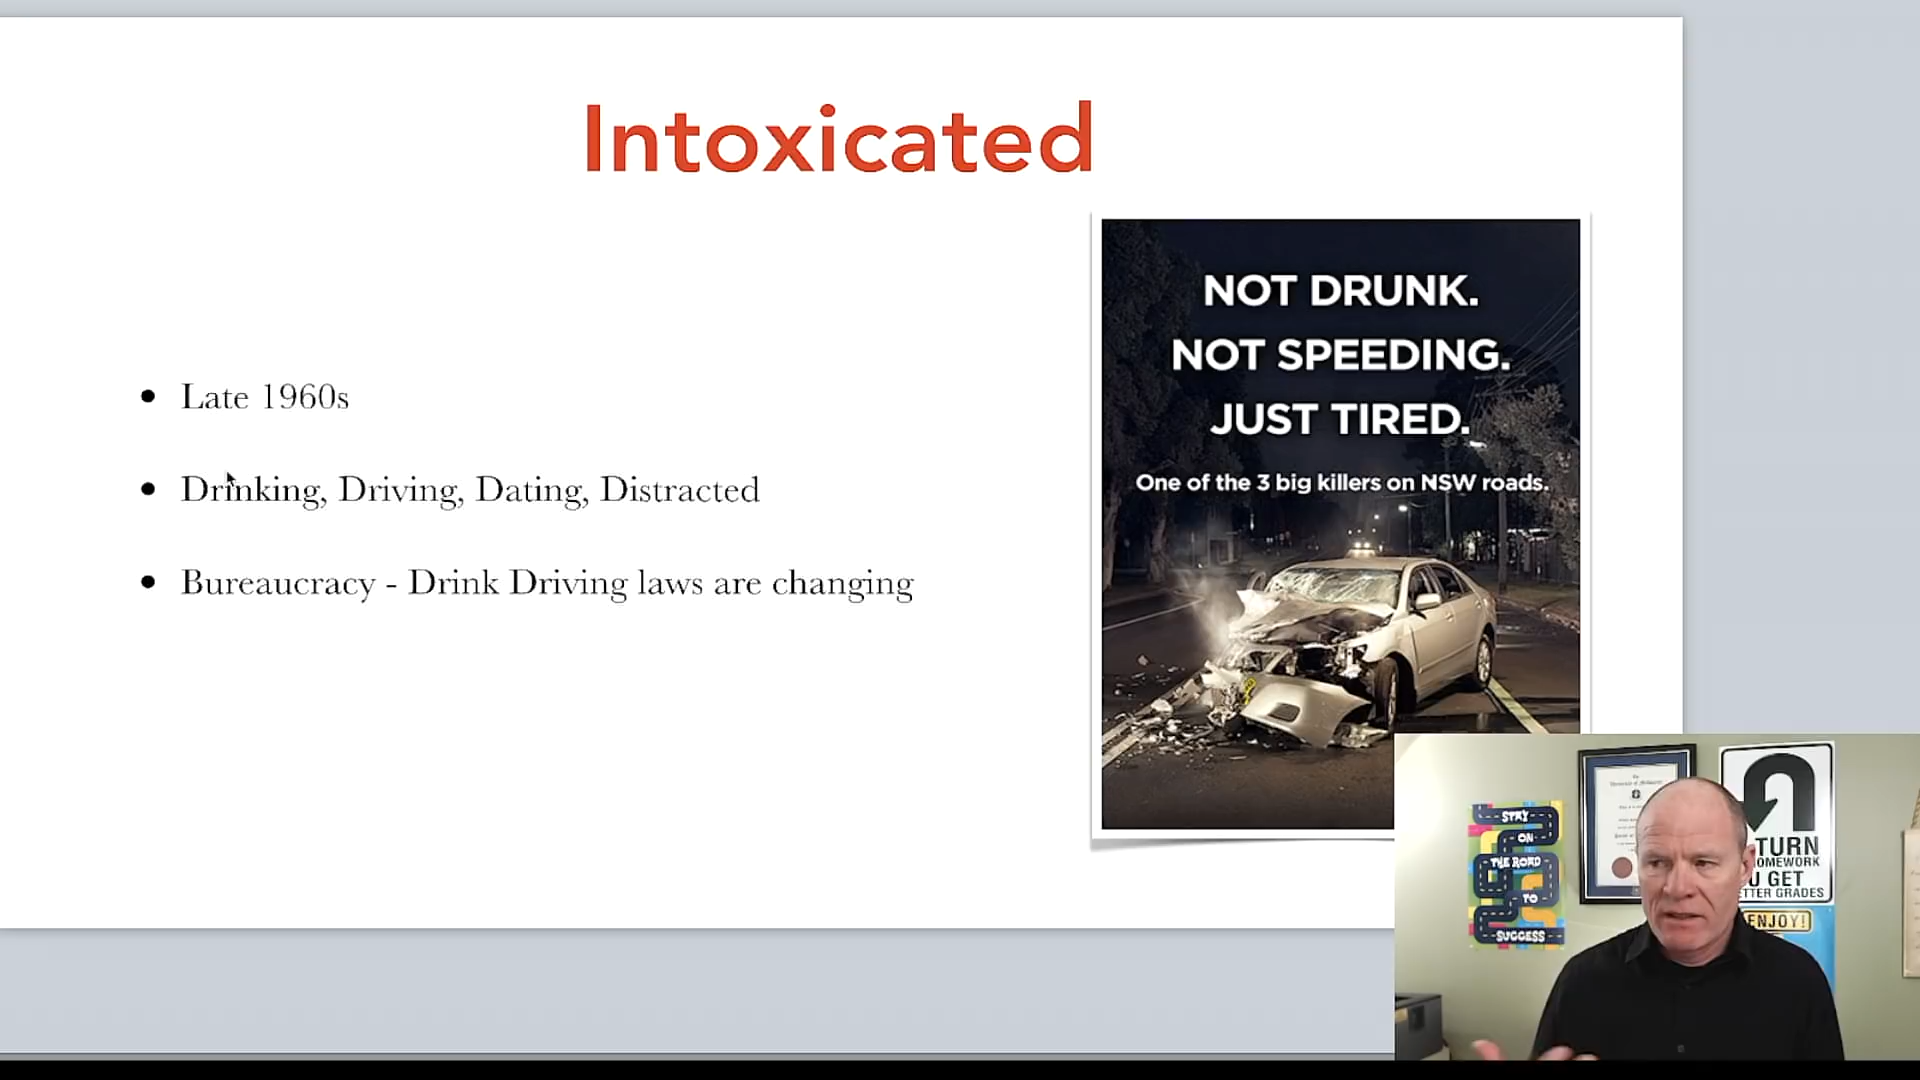 Intoxicated
Late 1960s
Drinking, Driving, Dating, Distracted
Bureaucracy - Drink Driving laws are changing
NOT DRUNK.
NOT SPEEDING.
JUST TIRED.
One of the 3 big killers on NSW roads.
STAY
ON
THE ROAD
TO
SUCCESS
TURN
U GET
GRADES
ENJOY!